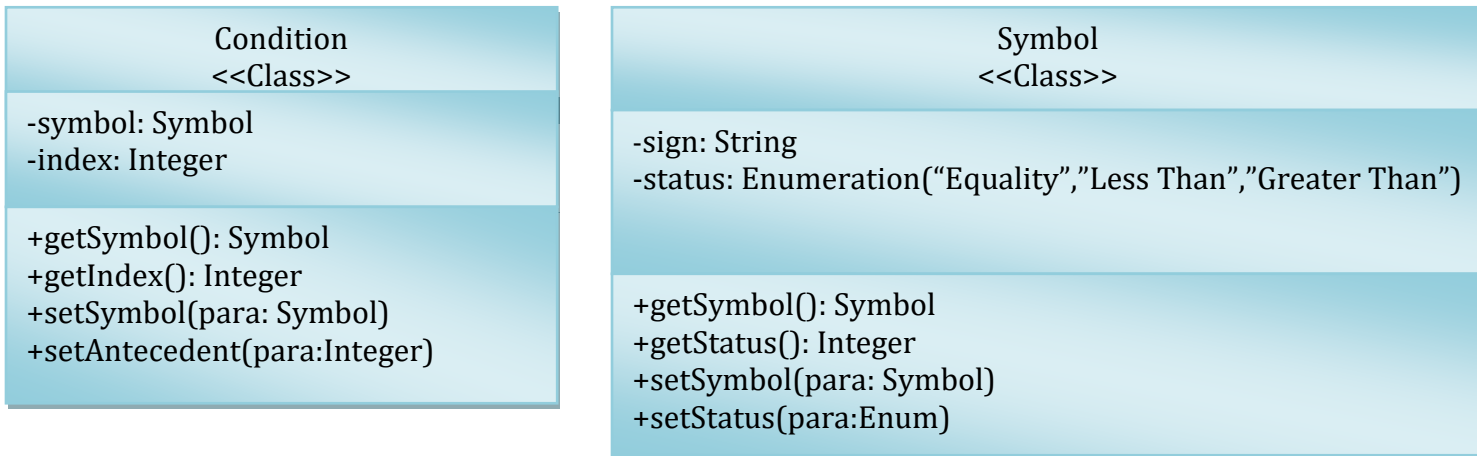 Condition
<<Class>>
-symbol: Symbol
-index: Integer
+getSymbol(): Symbol
+getIndex(): Integer
+setSymbol(para: Symbol)
+setAntecedent(para:Integer)
Symbol
<<Class>>
-sign: String
-status: Enumeration(“Equality”,”Less Than”,”Greater Than”)
+getSymbol(): Symbol
+getStatus(): Integer
+setSymbol(para: Symbol)
+setStatus(para:Enum)